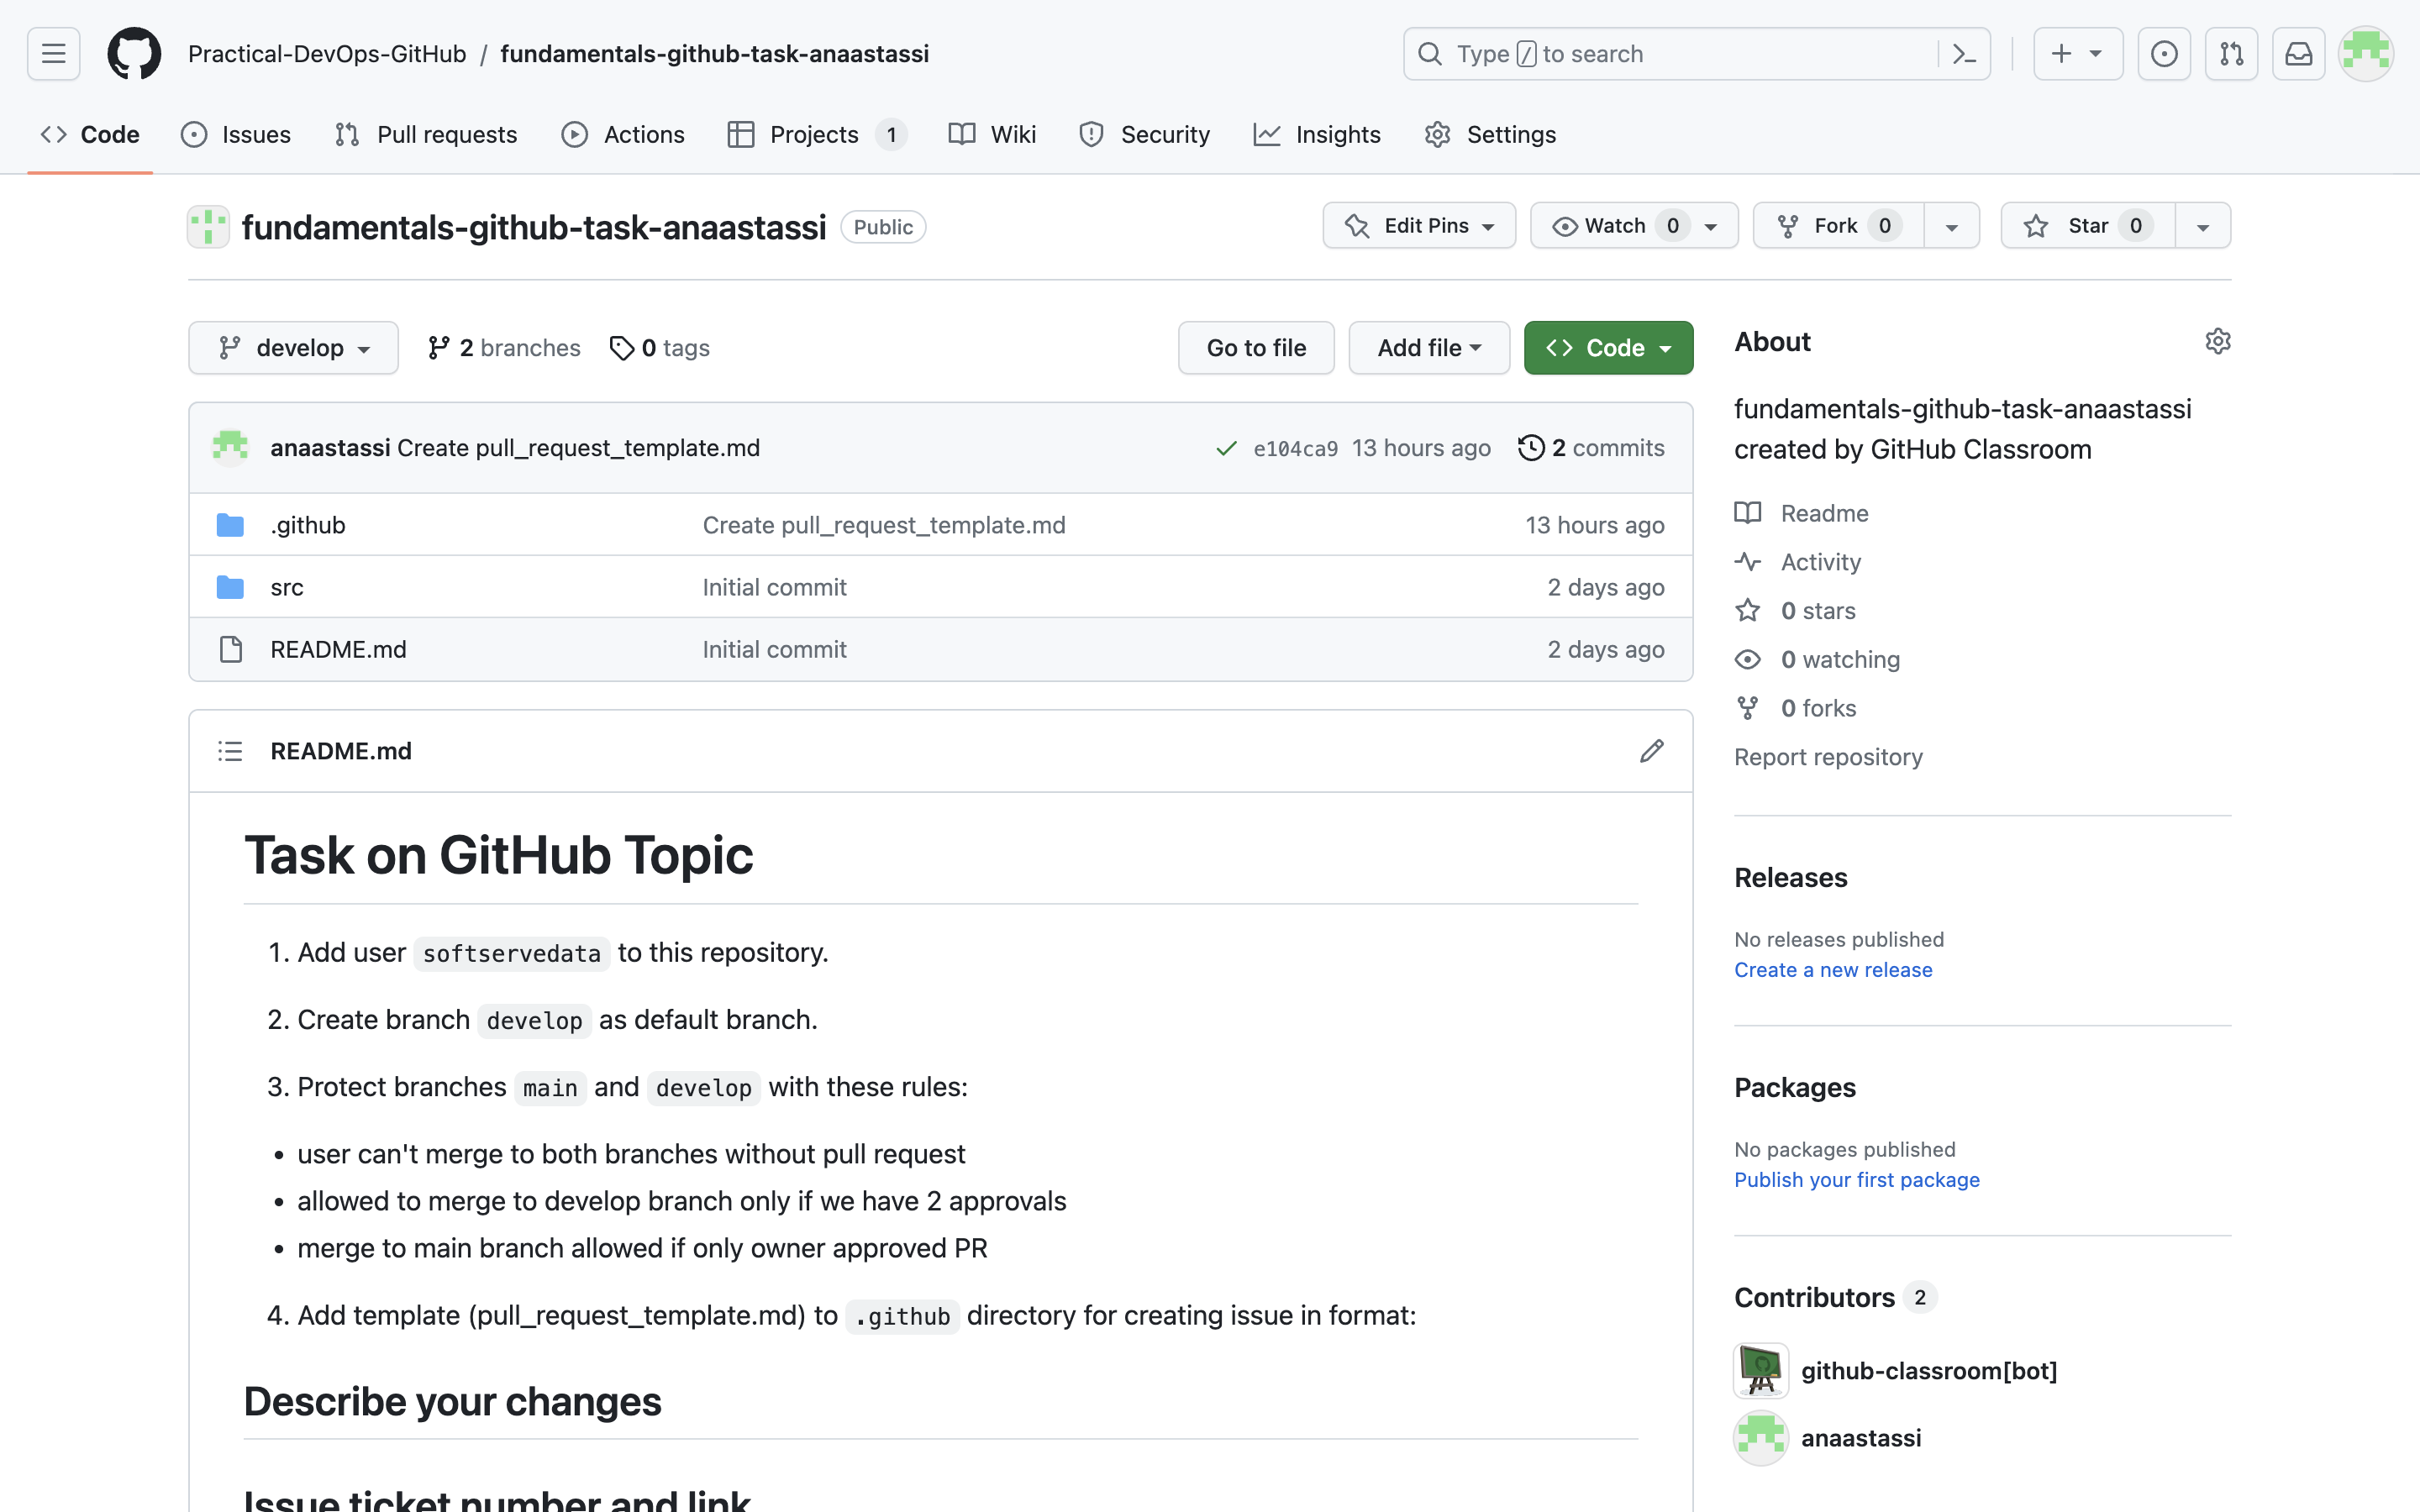 Practical-DevOps-GitHub / fundamentals-github-task-anaastassi
Type / to search
Code Issues Pull requests Actions Projects 1 Wiki Security Insights Settings
fundamentals-github-task-anaastassi Public
Edit Pins Watch 0 Fork 0 Star 0
develop 2 branches 0 tags Go to file Add file Code
anaastassi Create pull_request_template.md e104ca9 13 hours ago 2 commits
.github Create pull_request_template.md 13 hours ago
src Initial commit 2 days ago
README.md Initial commit 2 days ago
README.md
Task on GitHub Topic
1. Add user softservedata to this repository.
2. Create branch develop as default branch.
3. Protect branches main and develop with these rules:
• user can't merge to both branches without pull request
• allowed to merge to develop branch only if we have 2 approvals
• merge to main branch allowed if only owner approved PR
4. Add template (pull_request_template.md) to .github directory for creating issue in format:
Describe your changes
Issue ticket number and link
About
fundamentals-github-task-anaastassi
created by GitHub Classroom
Readme
Activity
0 stars
0 watching
0 forks
Report repository
Releases
No releases published
Create a new release
Packages
No packages published
Publish your first package
Contributors 2
github-classroom[bot]
anaastassi